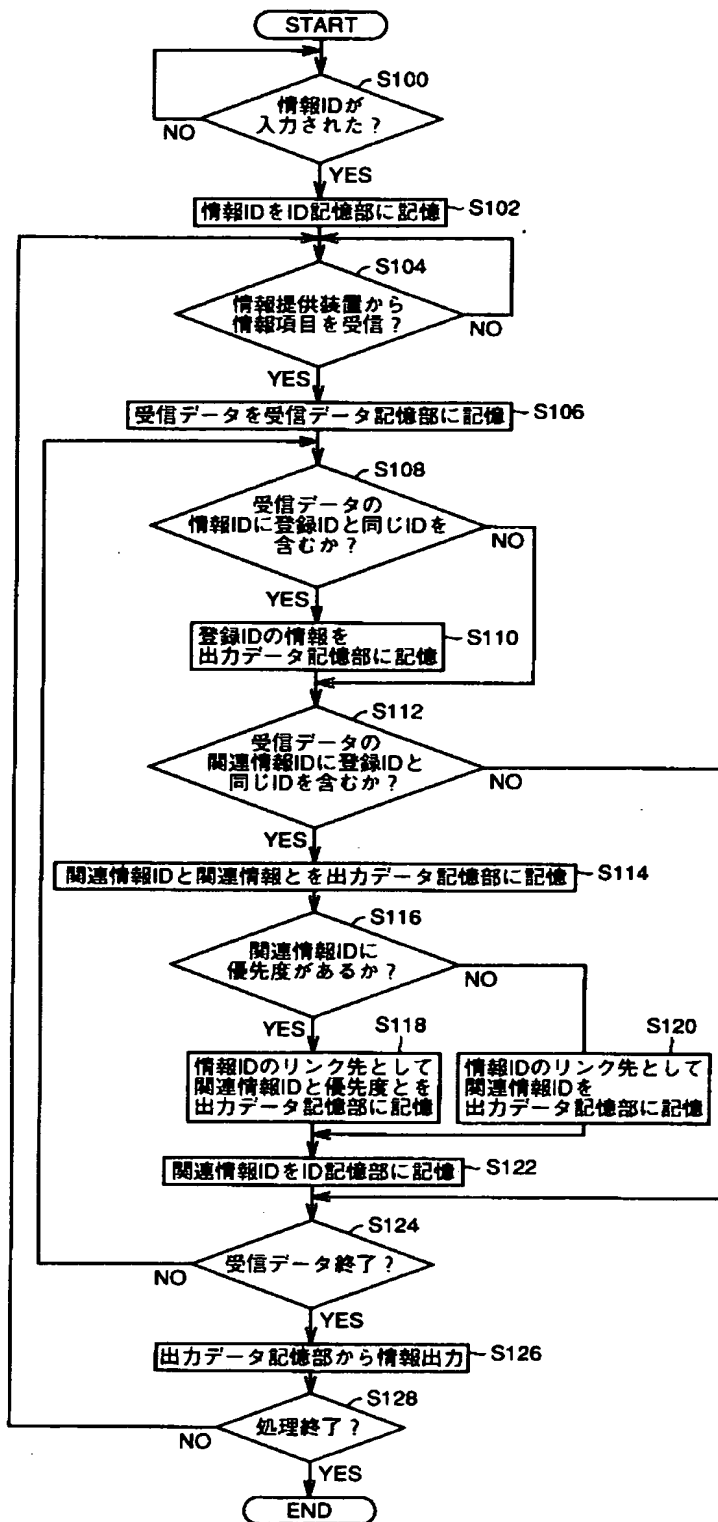 START
S100
情報IDが
入力された?
NO
YES
情報IDをID記憶部に記憶
S102
S104
情報提供装置から
情報項目を受信?
NO
YES
受信データを受信データ記憶部に記憶
S106
S108
受信データの
情報IDに登録IDと同じIDを
含むか?
NO
YES
登録IDの情報を
出力データ記憶部に記憶
S110
S112
受信データの
関連情報IDに登録IDと
同じIDを含むか?
NO
YES
関連情報IDと関連情報とを出力データ記憶部に記憶
S114
S116
関連情報IDに
優先度があるか?
NO
YES
S118
情報IDのリンク先として
関連情報IDと優先度とを
出力データ記憶部に記憶
S120
情報IDのリンク先として
関連情報IDを
出力データ記憶部に記憶
関連情報IDをID記憶部に記憶
S122
S124
受信データ終了?
NO
YES
出力データ記憶部から情報出力
S126
S128
処理終了?
NO
YES
END